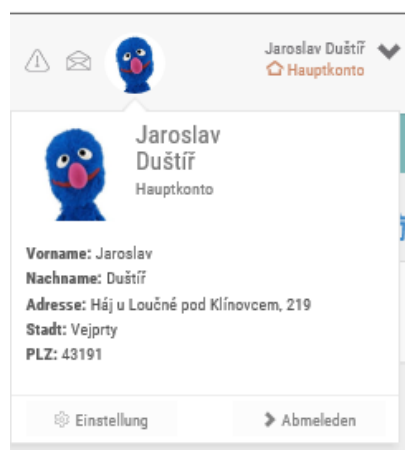 Jaroslav Duštíř
Hauptkonto
Jaroslav
Duštíř
Hauptkonto
Vorname: Jaroslav
Nachname: Duštíř
Adresse: Háj u Loučné pod Klínovcem, 219
Stadt: Vejprty
PLZ: 43191
Einstellung
Abmeleden